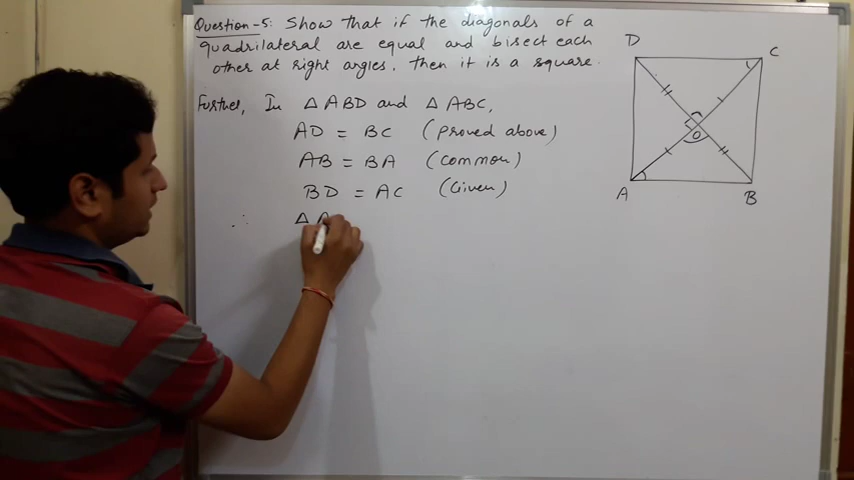 Question-5: Show that if the diagonals of a
quadrilateral are equal and bisect each
other at right angles, then it is a square.
Further, In △ ABD and △ ABC,
AD = BC (Proved above)
AB = BA (Common)
BD = AC (Given)
∴ △ A
D
C
O
A
B